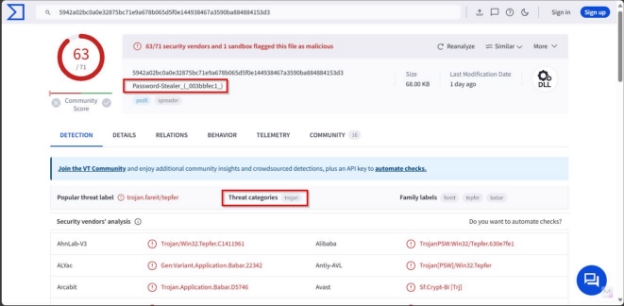 5942a02bc0a0e32875bc71e9a678b065d5f0e144938467a3590ba884884153d3
Sign in
Sign up
63
/ 71
Community
Score
63/71 security vendors and 1 sandbox flagged this file as malicious
Reanalyze
Similar
More
5942a02bc0a0e32875bc71e9a678b065d5f0e144938467a3590ba884884153d3
Password-Stealer_(_003bbfec1_)
pedll
spreader
Size
68.00 KB
Last Modification Date
1 day ago
DLL
DETECTION
DETAILS
RELATIONS
BEHAVIOR
TELEMETRY
COMMUNITY
Join the VT Community and enjoy additional community insights and crowdsourced detections, plus an API key to automate checks.
Popular threat label
trojan.fareit/tepfer
Threat categories
trojan
Family labels
fareit
tepfer
babar
Security vendors' analysis
Do you want to automate checks?
AhnLab-V3
Trojan/Win32.Tepfer.C1411961
Alibaba
TrojanPSW:Win32/Tepfer.630e7fe1
ALYac
Gen:Variant.Application.Babar.22342
Antiy-AVL
Trojan[PSW]/Win32.Tepfer
Arcabit
Trojan.Application.Babar.D5746
Avast
Sf:Crypt-BI [Trj]